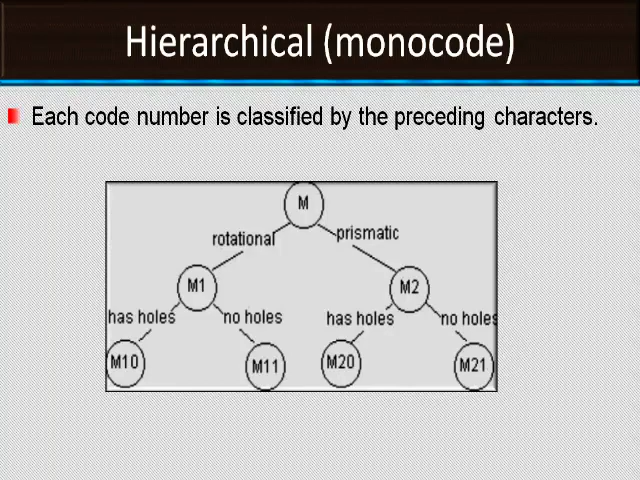 Hierarchical (monocode)
Each code number is classified by the preceding characters.
M
rotational
prismatic
M1
M2
has holes
no holes
has holes
no holes
M10
M11
M20
M21